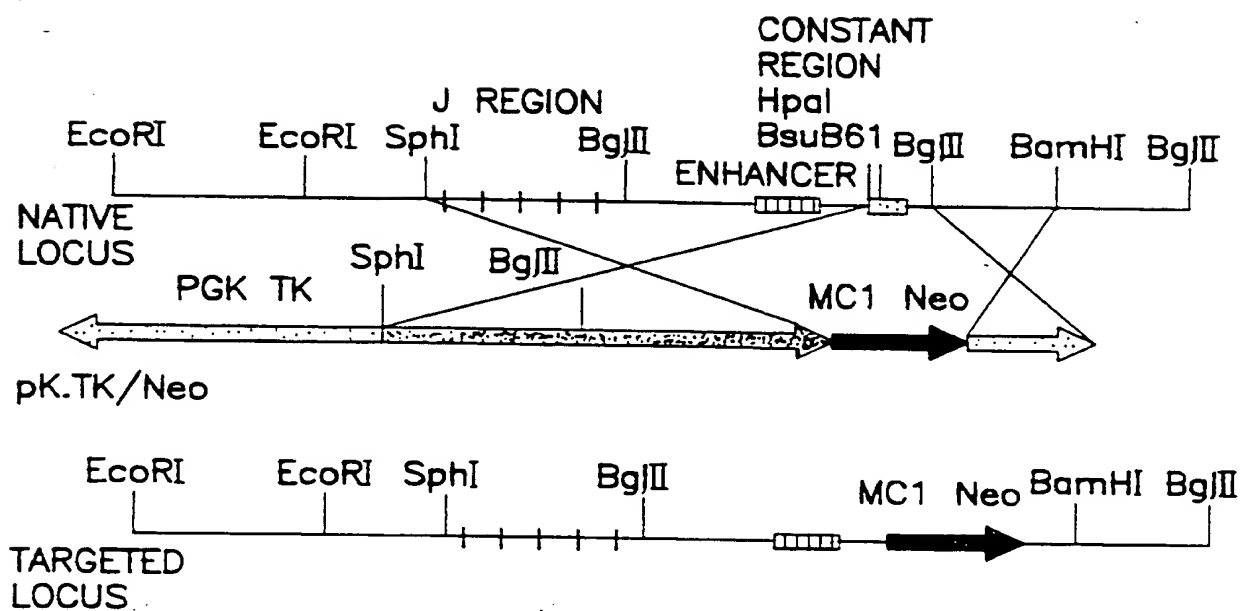 CONSTANT
REGION
HpaI
BsuB61
J REGION
EcoRI EcoRI SphI BglII BglII BamHI BglII
ENHANCER
NATIVE
LOCUS
SphI BglII
PGK TK MC1 Neo
pK.TK/Neo
EcoRI EcoRI SphI BglII MC1 Neo BamHI BglII
TARGETED
LOCUS